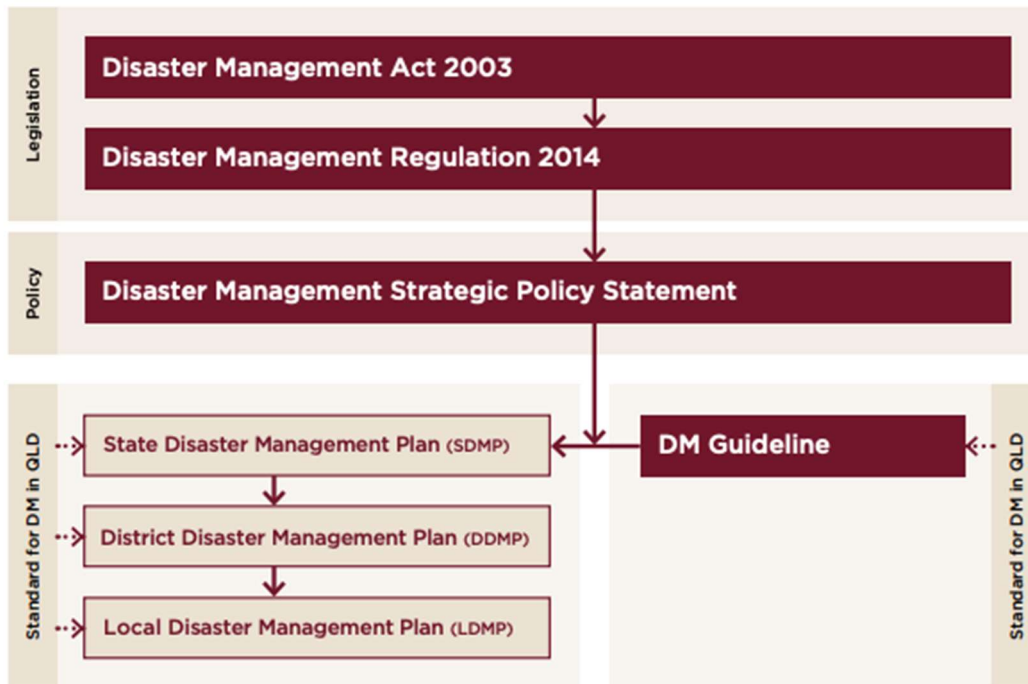 Legislation
Disaster Management Act 2003
Disaster Management Regulation 2014
Policy
Disaster Management Strategic Policy Statement
Standard for DM in QLD
State Disaster Management Plan (SDMP)
District Disaster Management Plan (DDMP)
Local Disaster Management Plan (LDMP)
DM Guideline
Standard for DM in QLD